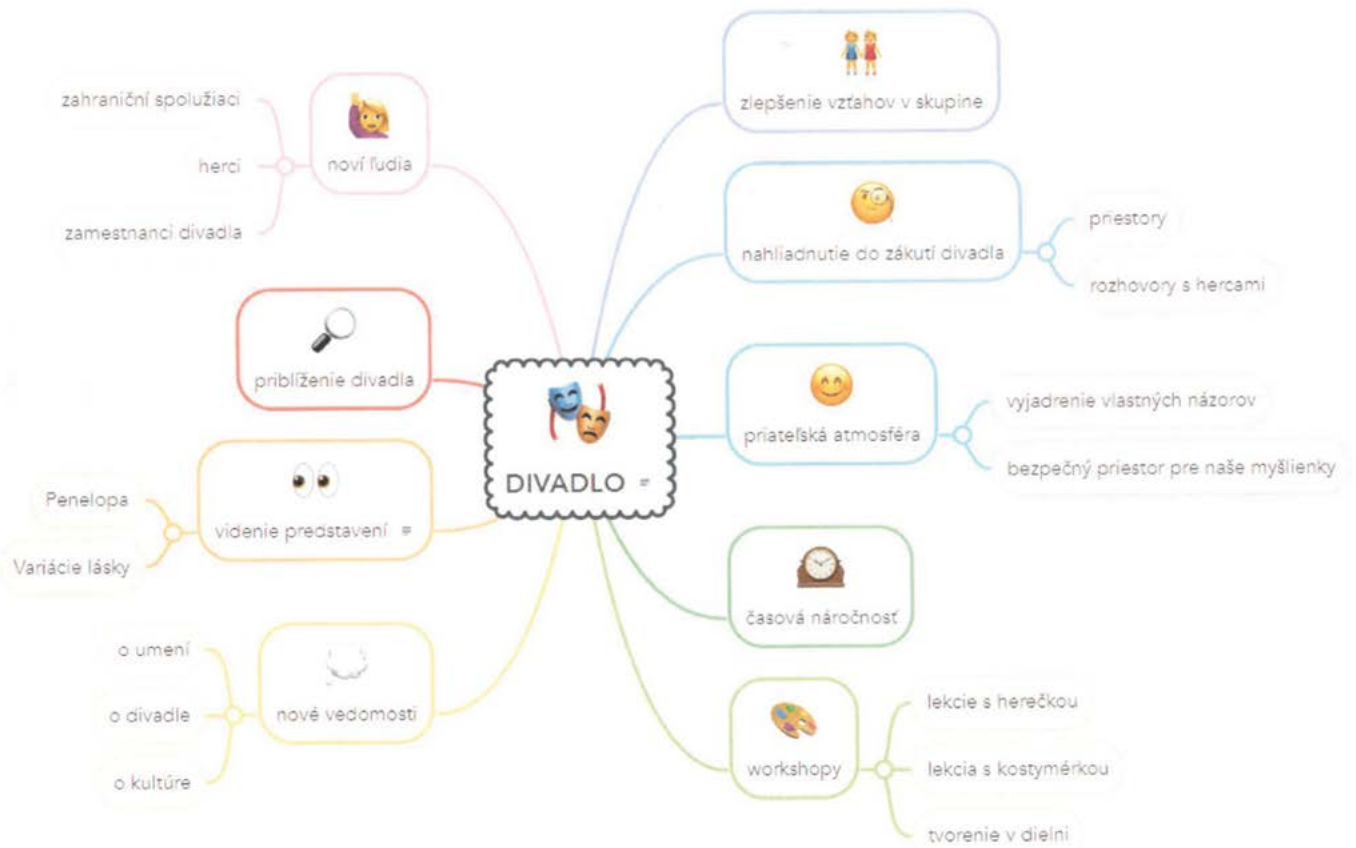 DIVADLO
zlepšenie vzťahov v skupine
nahliadnutie do zákutí divadla
priestory
rozhovory s hercami
priateľská atmosféra
vyjadrenie vlastných názorov
bezpečný priestor pre naše myšlienky
časová náročnosť
workshopy
lekcie s herečkou
lekcia s kostymérkou
tvorenie v dielni
noví ľudia
zahraniční spolužiaci
herci
zamestnanci divadla
priblíženie divadla
videnie predstavení
Penelopa
Variácie lásky
nové vedomosti
o umení
o divadle
o kultúre